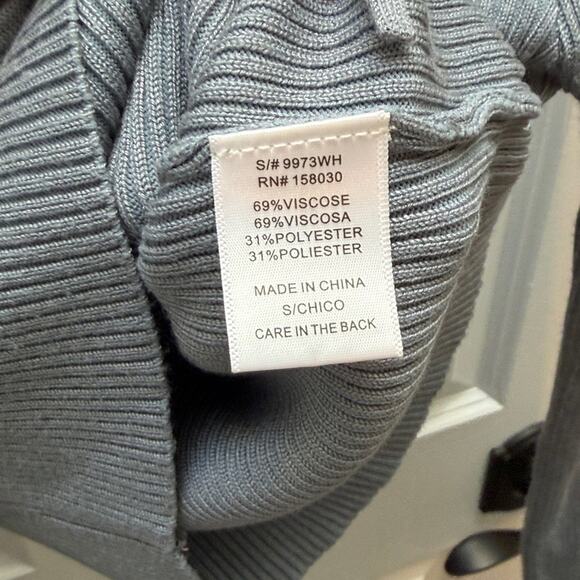 S/# 9973WH
RN# 158030
69%VISCOSE
69%VISCOSA
31%POLYESTER
31%POLIESTER
MADE IN CHINA
S/CHICO
CARE IN THE BACK